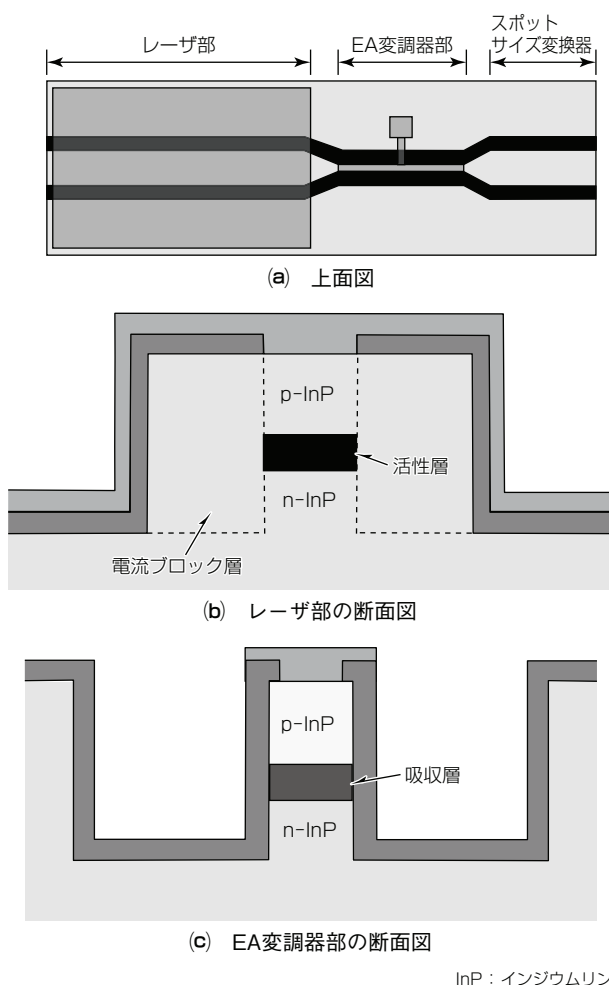 レーザ部
EA変調器部
スポット
サイズ変換器
(a) 上面図
p-InP
活性層
n-InP
電流ブロック層
(b) レーザ部の断面図
p-InP
吸収層
n-InP
(c) EA変調器部の断面図
InP：インジウムリン